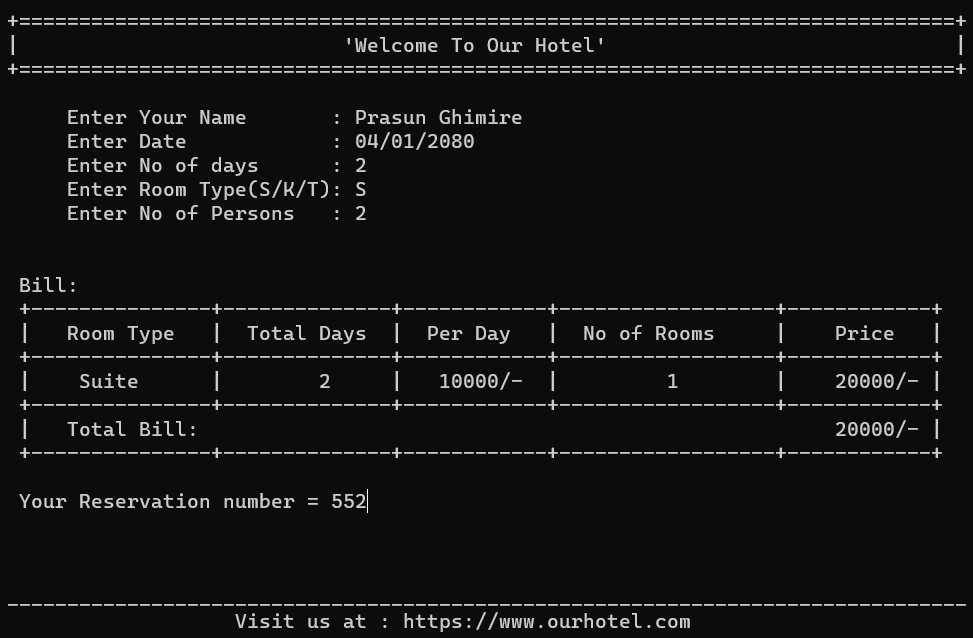 'Welcome To Our Hotel'
Enter Your Name : Prasun Ghimire
Enter Date : 04/01/2080
Enter No of days : 2
Enter Room Type(S/K/T): S
Enter No of Persons : 2
Bill:
| Room Type | Total Days | Per Day | No of Rooms | Price |
| Suite | 2 | 10000/- | 1 | 20000/- |
| Total Bill: 20000/- |
Your Reservation number = 552
Visit us at : https://www.ourhotel.com